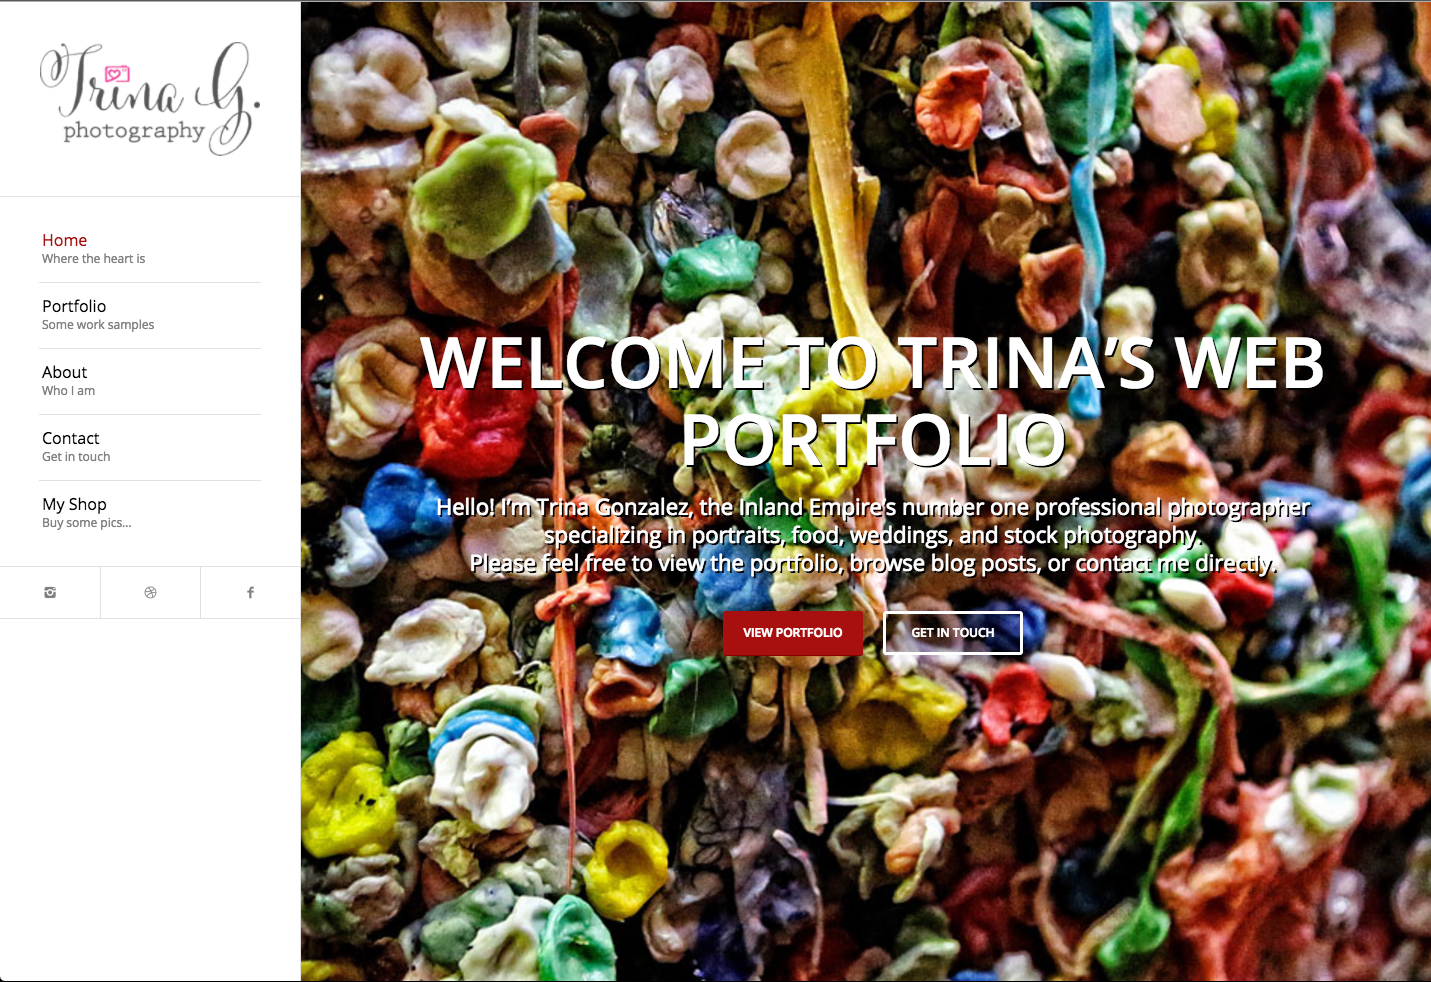 Trina G.
photography
Home
Where the heart is
Portfolio
Some work samples
About
Who I am
Contact
Get in touch
My Shop
Buy some pics...
WELCOME TO TRINA’S WEB
PORTFOLIO
Hello! I’m Trina Gonzalez, the Inland Empire’s number one professional photographer
specializing in portraits, food, weddings, and stock photography.
Please feel free to view the portfolio, browse blog posts, or contact me directly.
VIEW PORTFOLIO
GET IN TOUCH